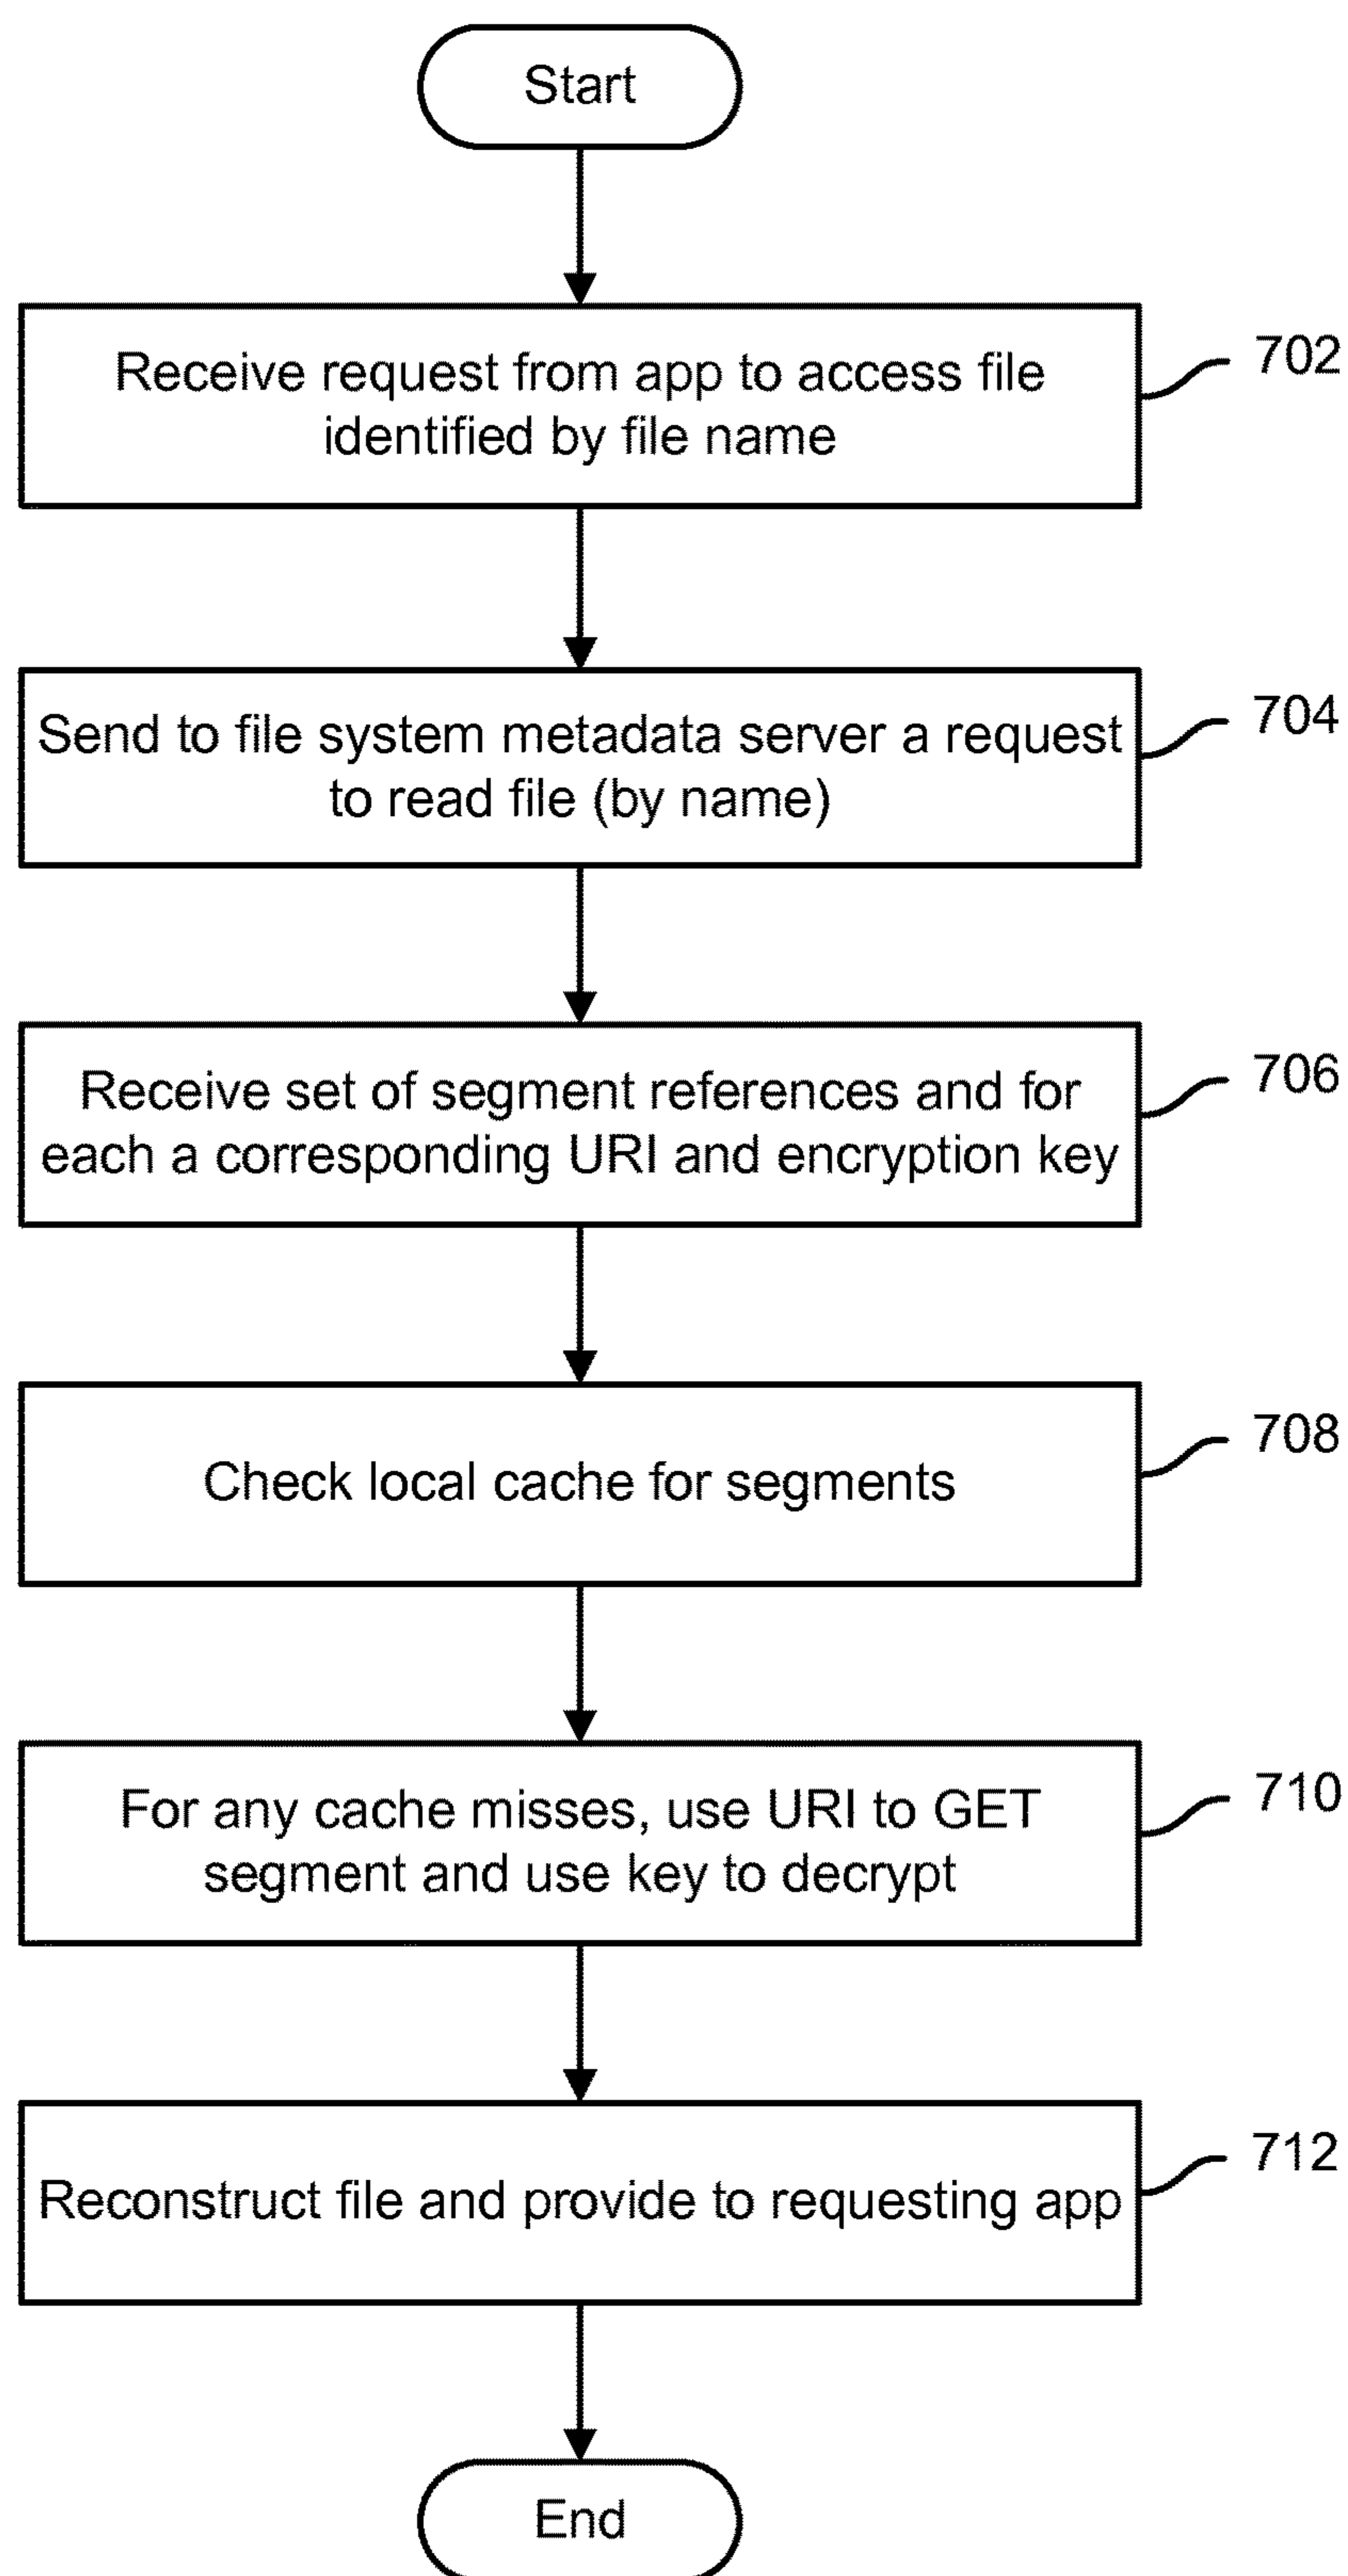 Start
Receive request from app to access file
identified by file name
702
Send to file system metadata server a request
to read file (by name)
704
Receive set of segment references and for
each a corresponding URI and encryption key
706
Check local cache for segments
708
For any cache misses, use URI to GET
segment and use key to decrypt
710
Reconstruct file and provide to requesting app
712
End